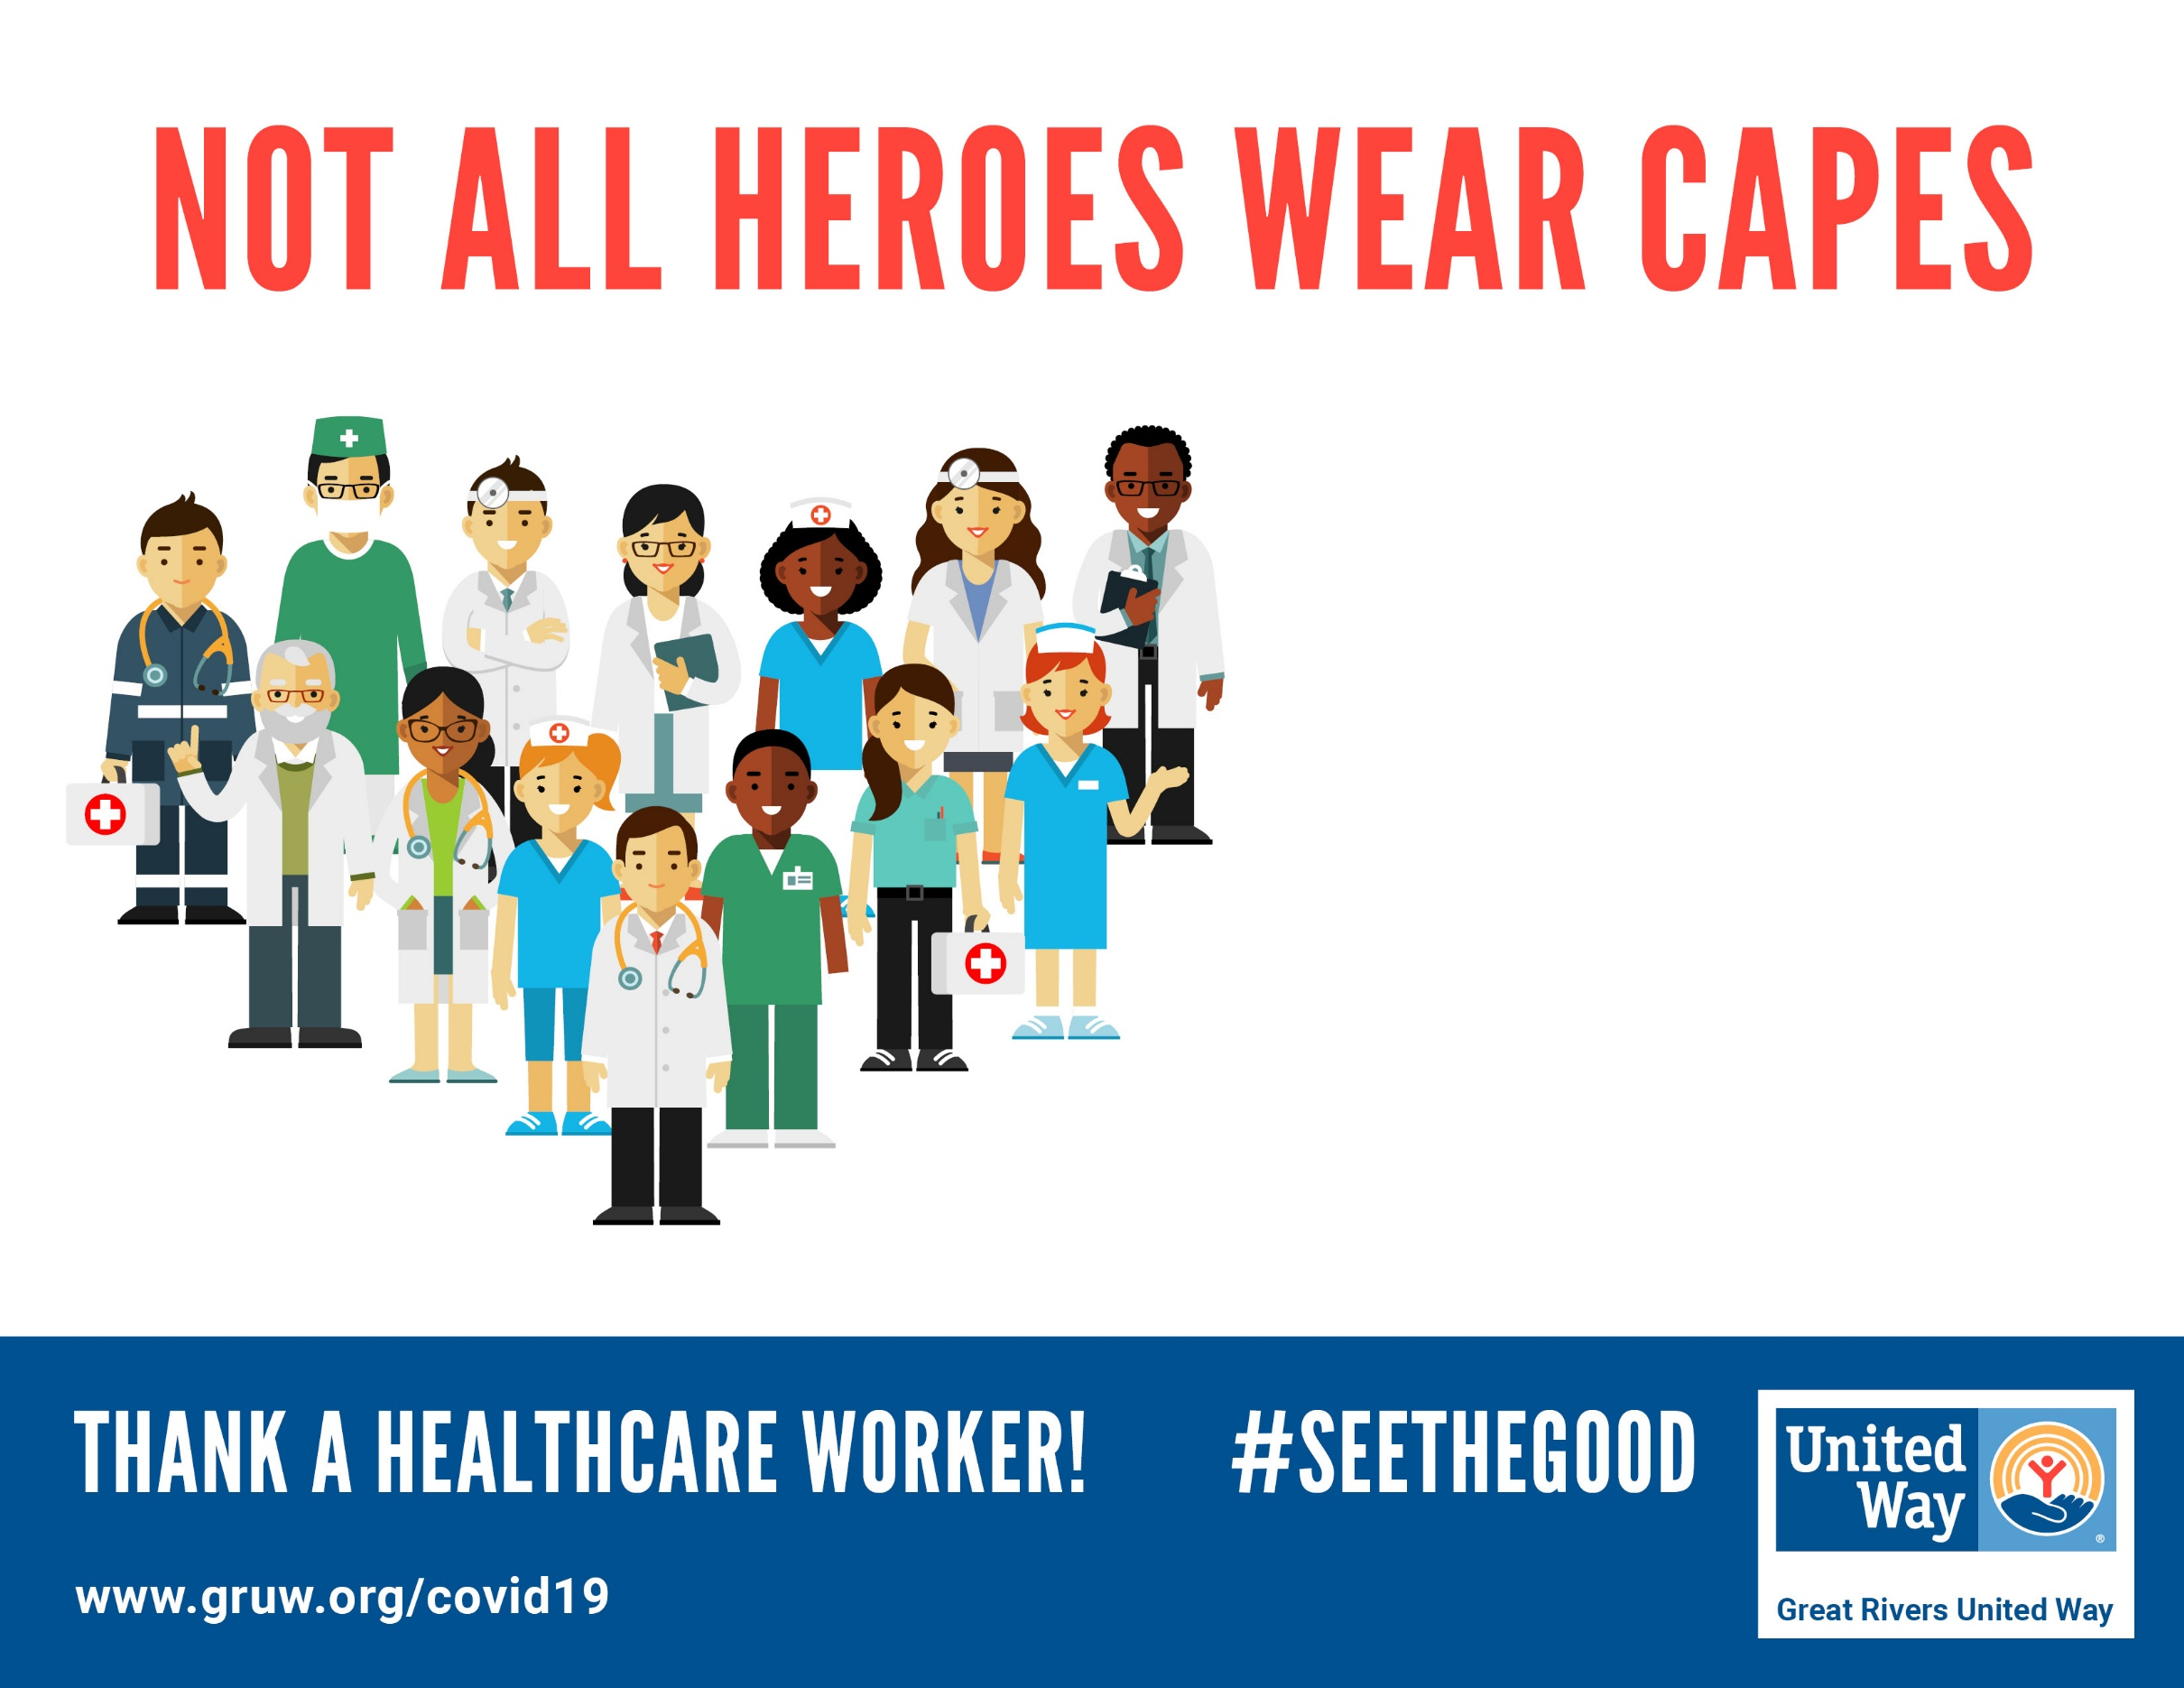 NOT ALL HEROES WEAR CAPES
THANK A HEALTHCARE WORKER!
#SEETHEGOOD
www.gruw.org/covid19
United
Way
®
Great Rivers United Way